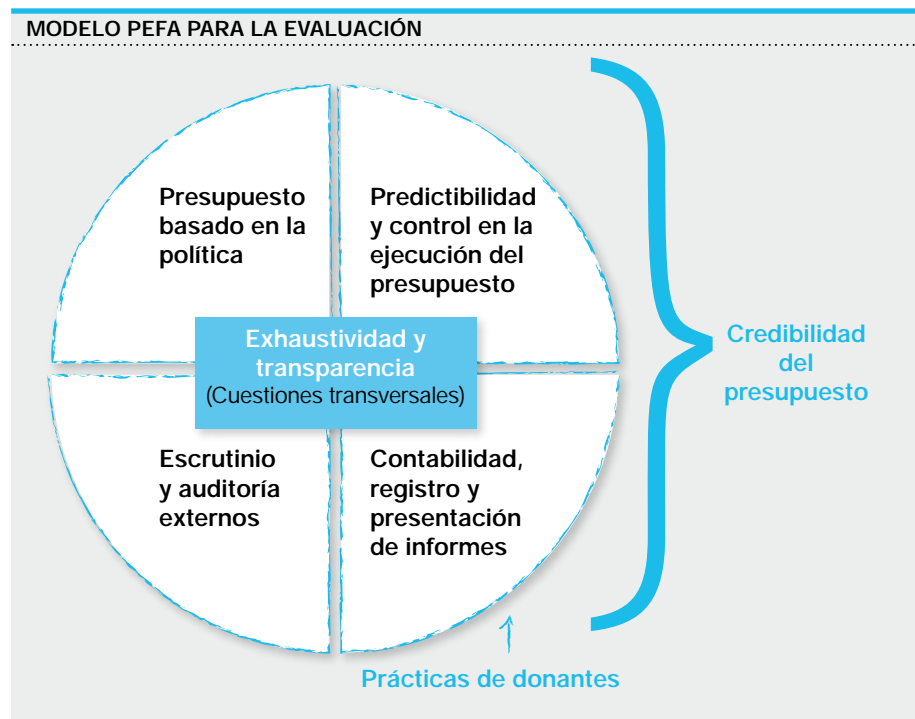 MODELO PEFA PARA LA EVALUACIÓN
Presupuesto
basado en la
política
Predictibilidad
y control en la
ejecución del
presupuesto
Exhaustividad y
transparencia
(Cuestiones transversales)
Escrutinio
y auditoría
externos
Contabilidad,
registro y
presentación
de informes
Credibilidad
del
presupuesto
Prácticas de donantes